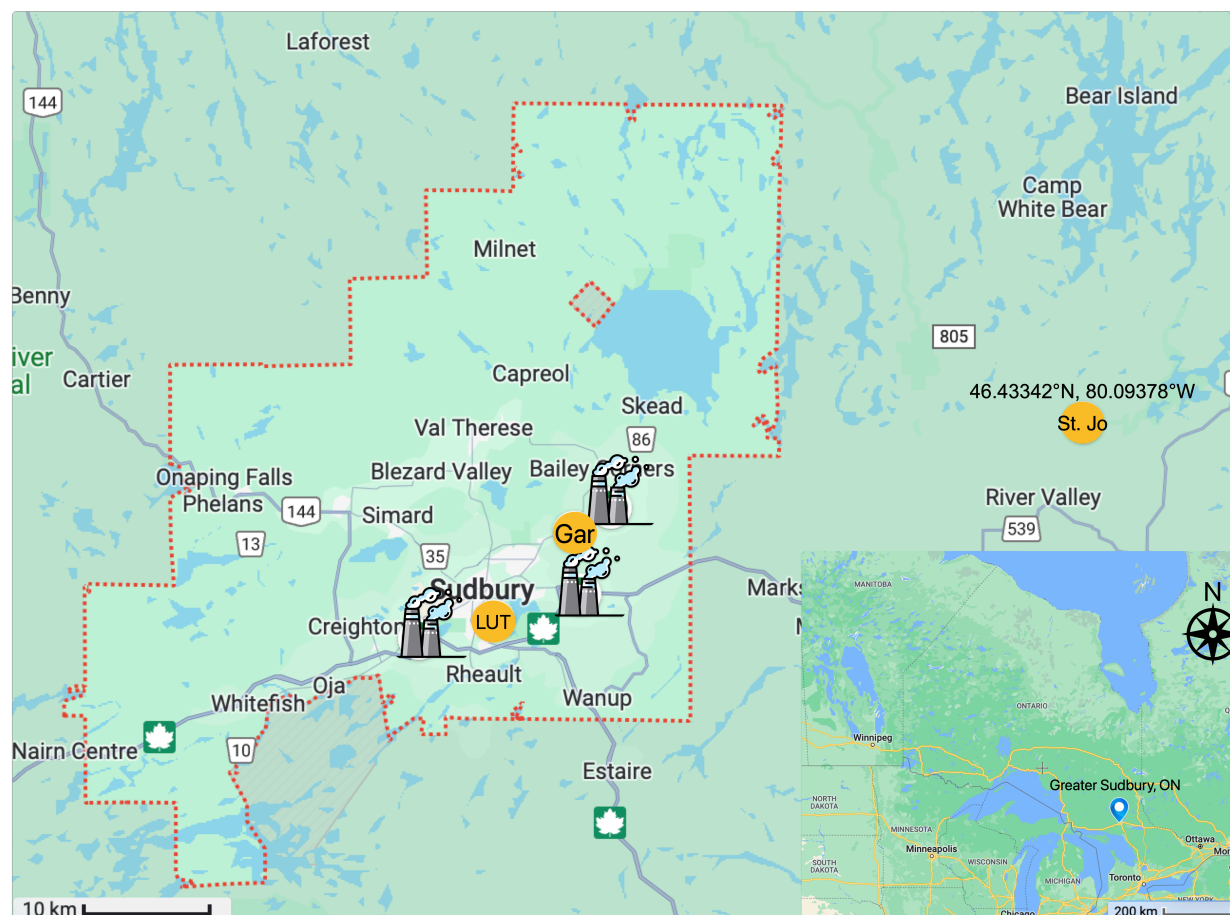 Laforest
144
Bear Island
Camp
White Bear
Milnet
Benny
805
iver
al
Cartier
Capreol
46.43342°N, 80.09378°W
St. Jo
Skead
86
Val Therese
Blezard Valley
Bailey
Onaping Falls
Phelans
144
Simard
River Valley
539
13
35
Gar
Sudbury
Creighton
LUT
Marks
Rheault
Oja
Whitefish
Wanup
Nairn Centre
10
Estaire
10 km
N
MANITOBA
ONTARIO
Winnipeg
Greater Sudbury, ON
NORTH
DAKOTA
MINNESOTA
Minneapolis
WISCONSIN
SOUTH
DAKOTA
MICHIGAN
Ottawa
Toronto
Chicago
NEW YORK
200 km